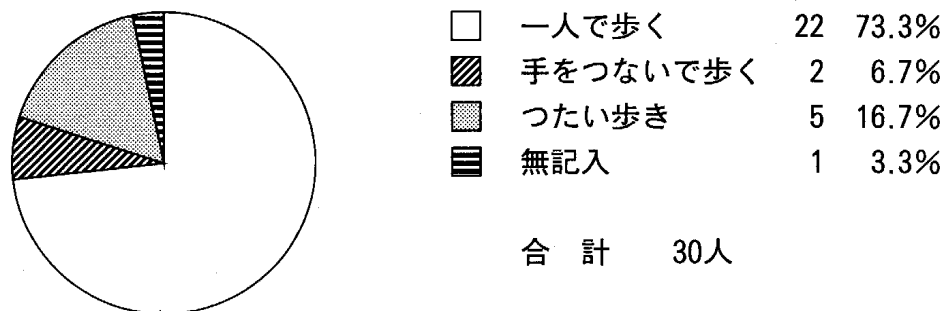 一人で歩く 22 73.3%
手をつないで歩く 2 6.7%
つたい歩き 5 16.7%
無記入 1 3.3%
合 計 30人